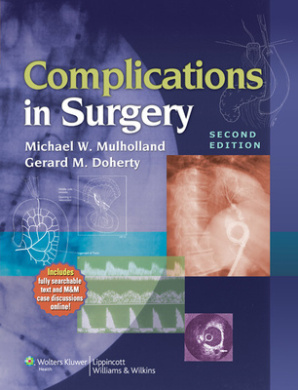 Complications
in Surgery
SECOND
EDITION
Michael W. Mulholland
Gerard M. Doherty
Includes
fully searchable
text and M&M
case discussions
online!
Wolters Kluwer
Health
Lippincott
Williams & Wilkins